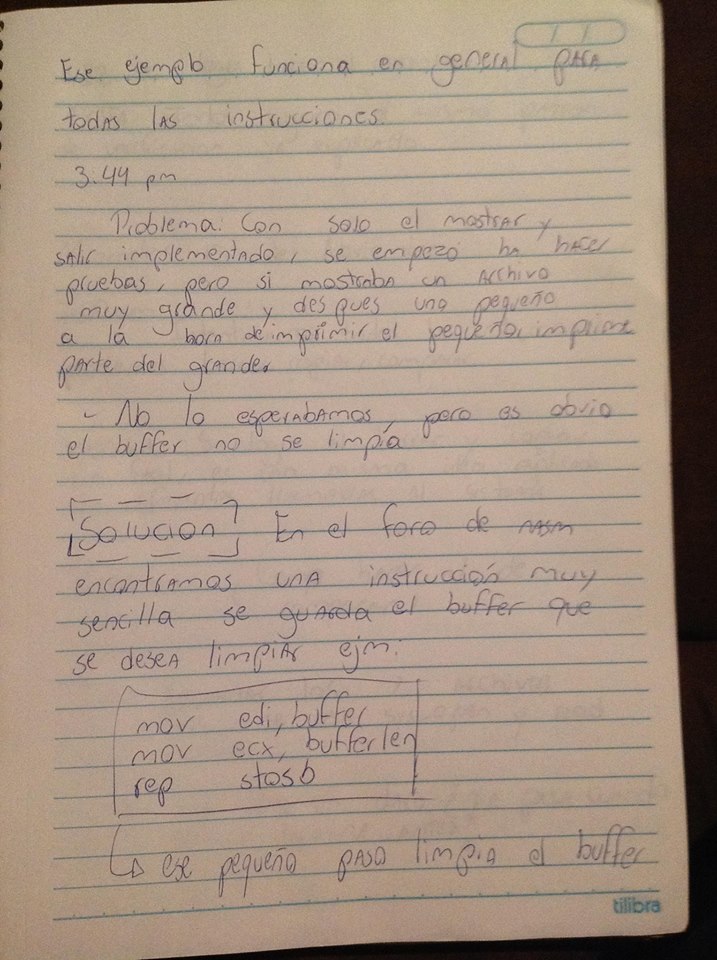 Ese ejemplo funciona en general para
todas las instrucciones.
3:44 pm
Problema: Con solo el mostrar y
salir implementado, se empezó ha hacer
pruebas, pero si mostraba un archivo
muy grande y despues uno pequeño
a la hora de imprimir el pequeño, imprime
parte del grande.
- No lo esperabamos, pero es obvio
el buffer no se limpía
Solucion En el foro de nasm
encontramos una instrucción muy
sencilla se guarda el buffer que
se desea limpiar ejm:
mov edi, buffer
mov ecx, bufferlen
rep stosb
↳ ese pequeño paso limpia el buffer
tilibra